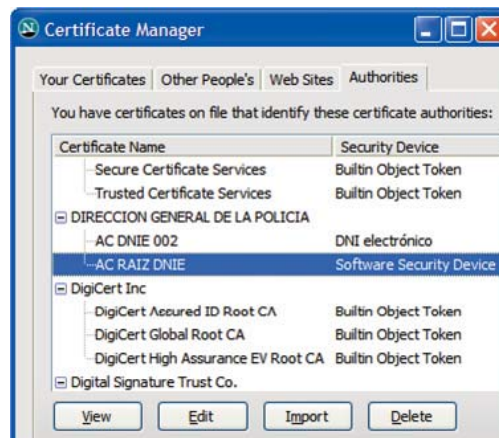 Certificate Manager
Your Certificates Other People's Web Sites Authorities
You have certificates on file that identify these certificate authorities:
Certificate Name Security Device
Secure Certificate Services Builtin Object Token
Trusted Certificate Services Builtin Object Token
DIRECCION GENERAL DE LA POLICIA
AC DNIE 002 DNI electrónico
AC RAIZ DNIE Software Security Device
DigiCert Inc
DigiCert Assured ID Root CA Builtin Object Token
DigiCert Global Root CA Builtin Object Token
DigiCert High Assurance EV Root CA Builtin Object Token
Digital Signature Trust Co.
View Edit Import Delete